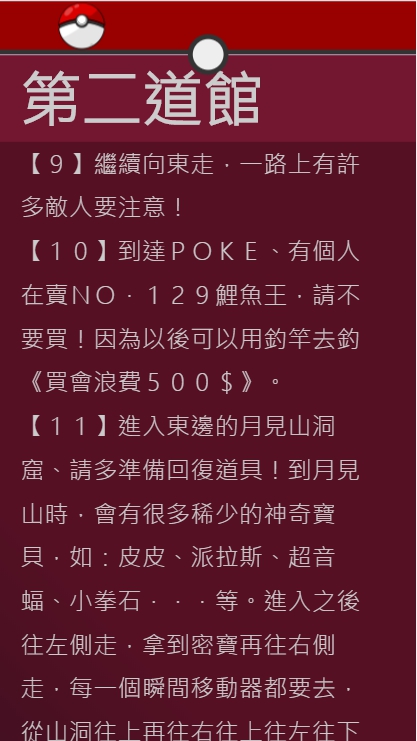 第二道館
【９】繼續向東走．一路上有許
多敵人要注意！
【１０】到達ＰＯＫＥ、有個人
在賣ＮＯ．１２９鯉魚王．請不
要買！因為以後可以用釣竿去釣
《買會浪費５００＄》。
【１１】進入東邊的月見山洞
窟、請多準備回復道具！到月見
山時．會有很多稀少的神奇寶
貝．如：皮皮、派拉斯、超音
蝠、小拳石．．．等。進入之後
往左側走，拿到密寶再往右側
走，每一個瞬間移動器都要去．
從山洞往上再往右往上往左往下